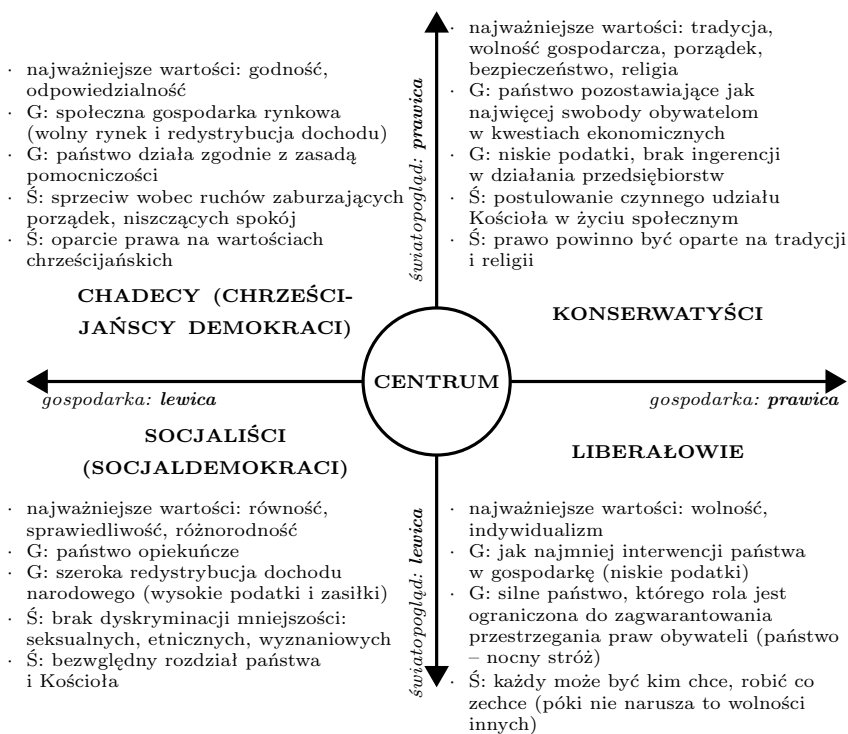 · najważniejsze wartości: godność,
odpowiedzialność
· G: społeczna gospodarka rynkowa
(wolny rynek i redystrybucja dochodu)
· G: państwo działa zgodnie z zasadą
pomocniczości
· Ś: sprzeciw wobec ruchów zaburzających
porządek, niszczących spokój
· Ś: oparcie prawa na wartościach
chrześcijańskich
CHADECY (CHRZEŚCI-
JAŃSCY DEMOKRACI)
światopogląd: prawica
· najważniejsze wartości: tradycja,
wolność gospodarcza, porządek,
bezpieczeństwo, religia
· G: państwo pozostawiające jak
najwięcej swobody obywatelom
w kwestiach ekonomicznych
· G: niskie podatki, brak ingerencji
w działania przedsiębiorstw
· Ś: postulowanie czynnego udziału
Kościoła w życiu społecznym
· Ś: prawo powinno być oparte na tradycji
i religii
KONSERWATYŚCI
CENTRUM
gospodarka: lewica
gospodarka: prawica
SOCJALIŚCI
(SOCJALDEMOKRACI)
· najważniejsze wartości: równość,
sprawiedliwość, różnorodność
· G: państwo opiekuńcze
· G: szeroka redystrybucja dochodu
narodowego (wysokie podatki i zasiłki)
· Ś: brak dyskryminacji mniejszości:
seksualnych, etnicznych, wyznaniowych
· Ś: bezwględny rozdział państwa
i Kościoła
światopogląd: lewica
LIBERAŁOWIE
· najważniejsze wartości: wolność,
indywidualizm
· G: jak najmniej interwencji państwa
w gospodarkę (niskie podatki)
· G: silne państwo, którego rola jest
ograniczona do zagwarantowania
przestrzegania praw obywateli (państwo
– nocny stróż)
· Ś: każdy może być kim chce, robić co
zechce (póki nie narusza to wolności
innych)